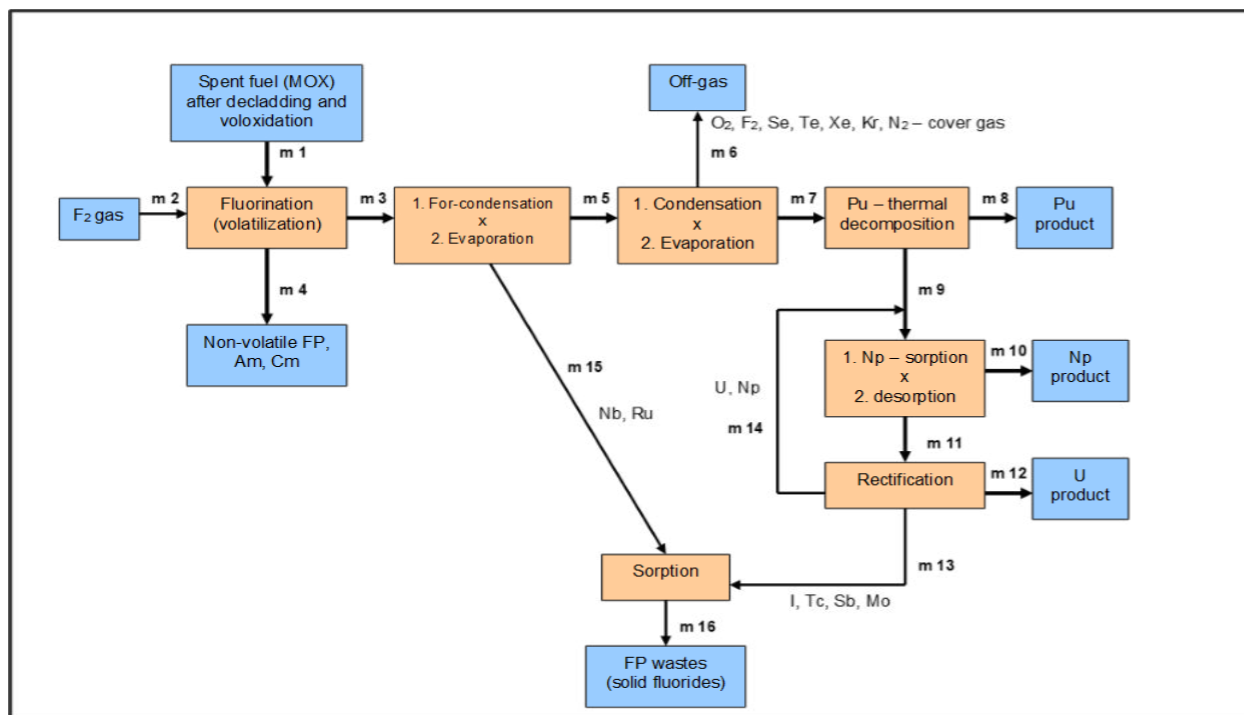 Spent fuel (MOX)
after decladding and
voloxidation
Off-gas
O₂, F₂, Se, Te, Xe, Kr, N₂ – cover gas
m 1
m 6
F₂ gas
m 2
Fluorination
(volatilization)
m 3
1. For-condensation
x
2. Evaporation
m 5
1. Condensation
x
2. Evaporation
m 7
Pu – thermal
decomposition
m 8
Pu
product
m 4
m 9
Non-volatile FP,
Am, Cm
m 15
Nb, Ru
U, Np
m 14
1. Np – sorption
x
2. desorption
m 10
Np
product
m 11
Rectification
m 12
U
product
m 13
Sorption
I, Tc, Sb, Mo
m 16
FP wastes
(solid fluorides)